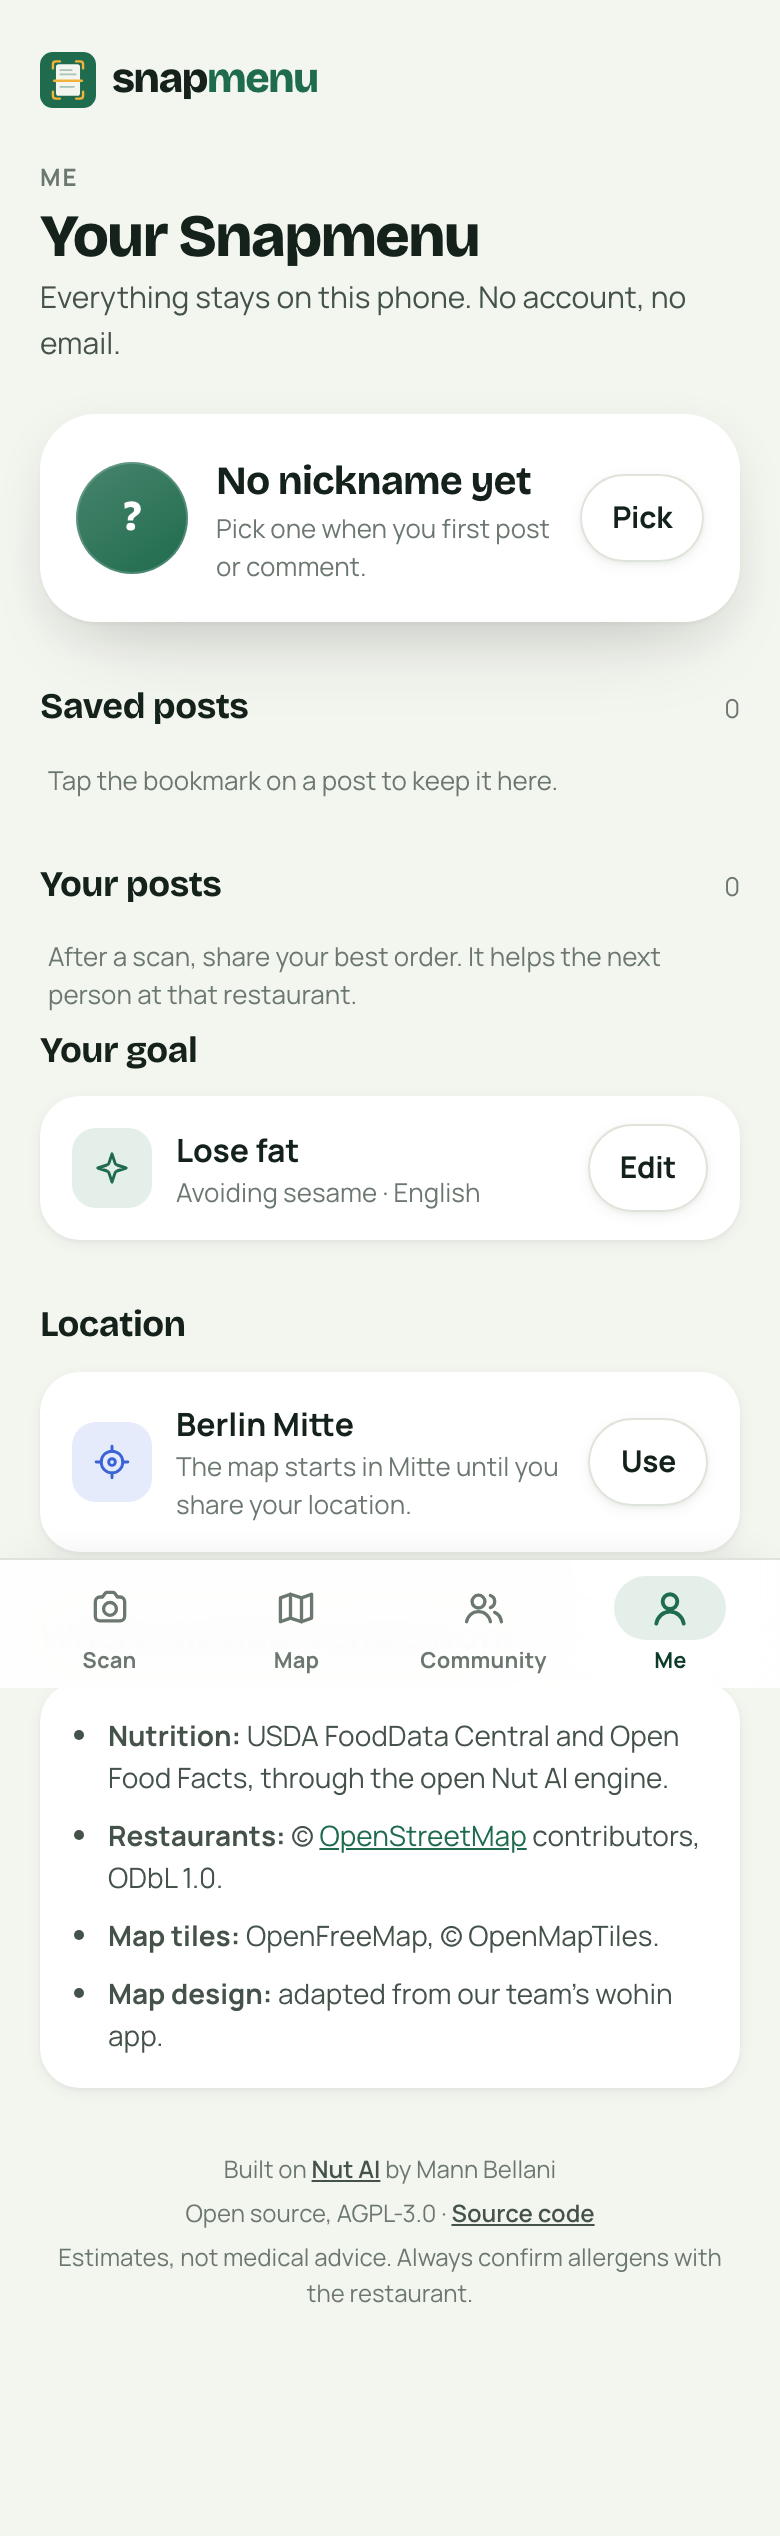 snapmenu
ME
Your Snapmenu
Everything stays on this phone. No account, no
email.
?
No nickname yet
Pick one when you first post
or comment.
Pick
Saved posts
0
Tap the bookmark on a post to keep it here.
Your posts
0
After a scan, share your best order. It helps the next
person at that restaurant.
Your goal
Lose fat
Avoiding sesame · English
Edit
Location
Berlin Mitte
The map starts in Mitte until you
share your location.
Use
Scan
Map
Community
Me
• Nutrition: USDA FoodData Central and Open
Food Facts, through the open Nut AI engine.
• Restaurants: © OpenStreetMap contributors,
ODbL 1.0.
• Map tiles: OpenFreeMap, © OpenMapTiles.
• Map design: adapted from our team's wohin
app.
Built on Nut AI by Mann Bellani
Open source, AGPL-3.0 · Source code
Estimates, not medical advice. Always confirm allergens with
the restaurant.